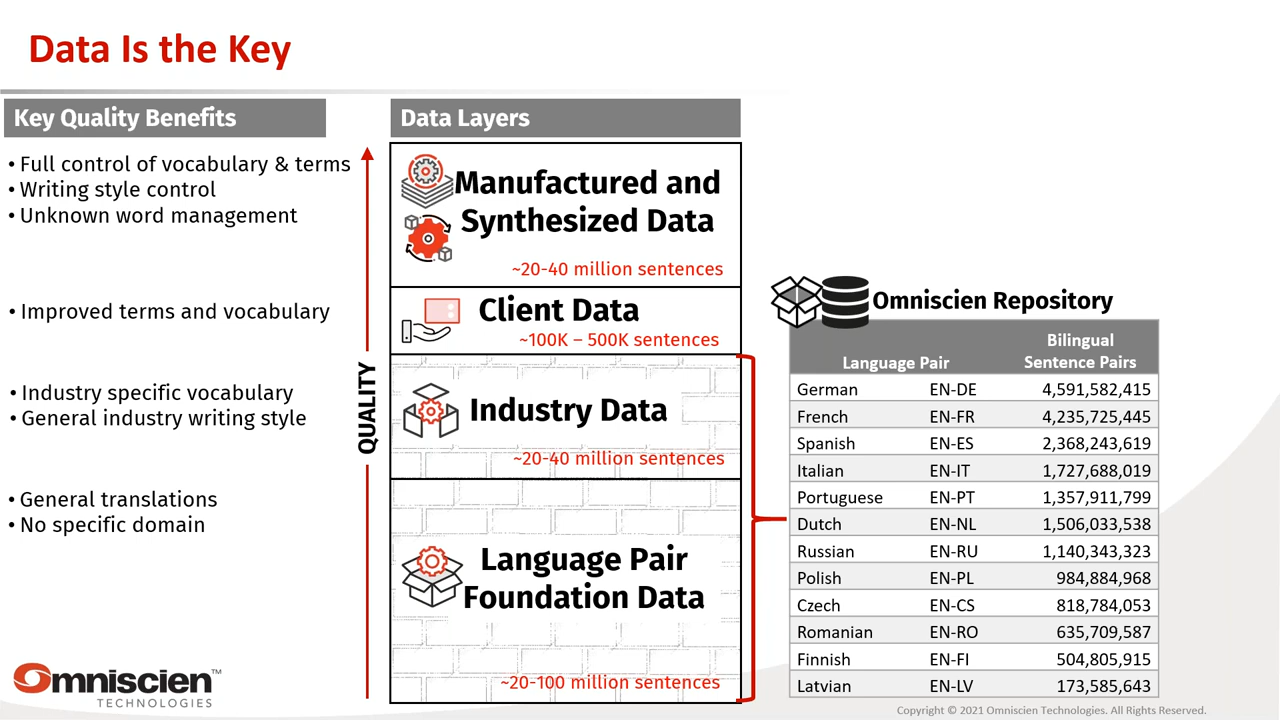 Data Is the Key
Key Quality Benefits
• Full control of vocabulary & terms
• Writing style control
• Unknown word management
• Improved terms and vocabulary
• Industry specific vocabulary
• General industry writing style
• General translations
• No specific domain
QUALITY
Data Layers
Manufactured and
Synthesized Data
~20-40 million sentences
Client Data
~100K – 500K sentences
Industry Data
~20-40 million sentences
Language Pair
Foundation Data
~20-100 million sentences
Omniscien Repository
Language Pair Bilingual
Sentence Pairs
German EN-DE 4,591,582,415
French EN-FR 4,235,725,445
Spanish EN-ES 2,368,243,619
Italian EN-IT 1,727,688,019
Portuguese EN-PT 1,357,911,799
Dutch EN-NL 1,506,033,538
Russian EN-RU 1,140,343,323
Polish EN-PL 984,884,968
Czech EN-CS 818,784,053
Romanian EN-RO 635,709,587
Finnish EN-FI 504,805,915
Latvian EN-LV 173,585,643
Omniscien™
TECHNOLOGIES
Copyright © 2021 Omniscien Technologies. All Rights Reserved.